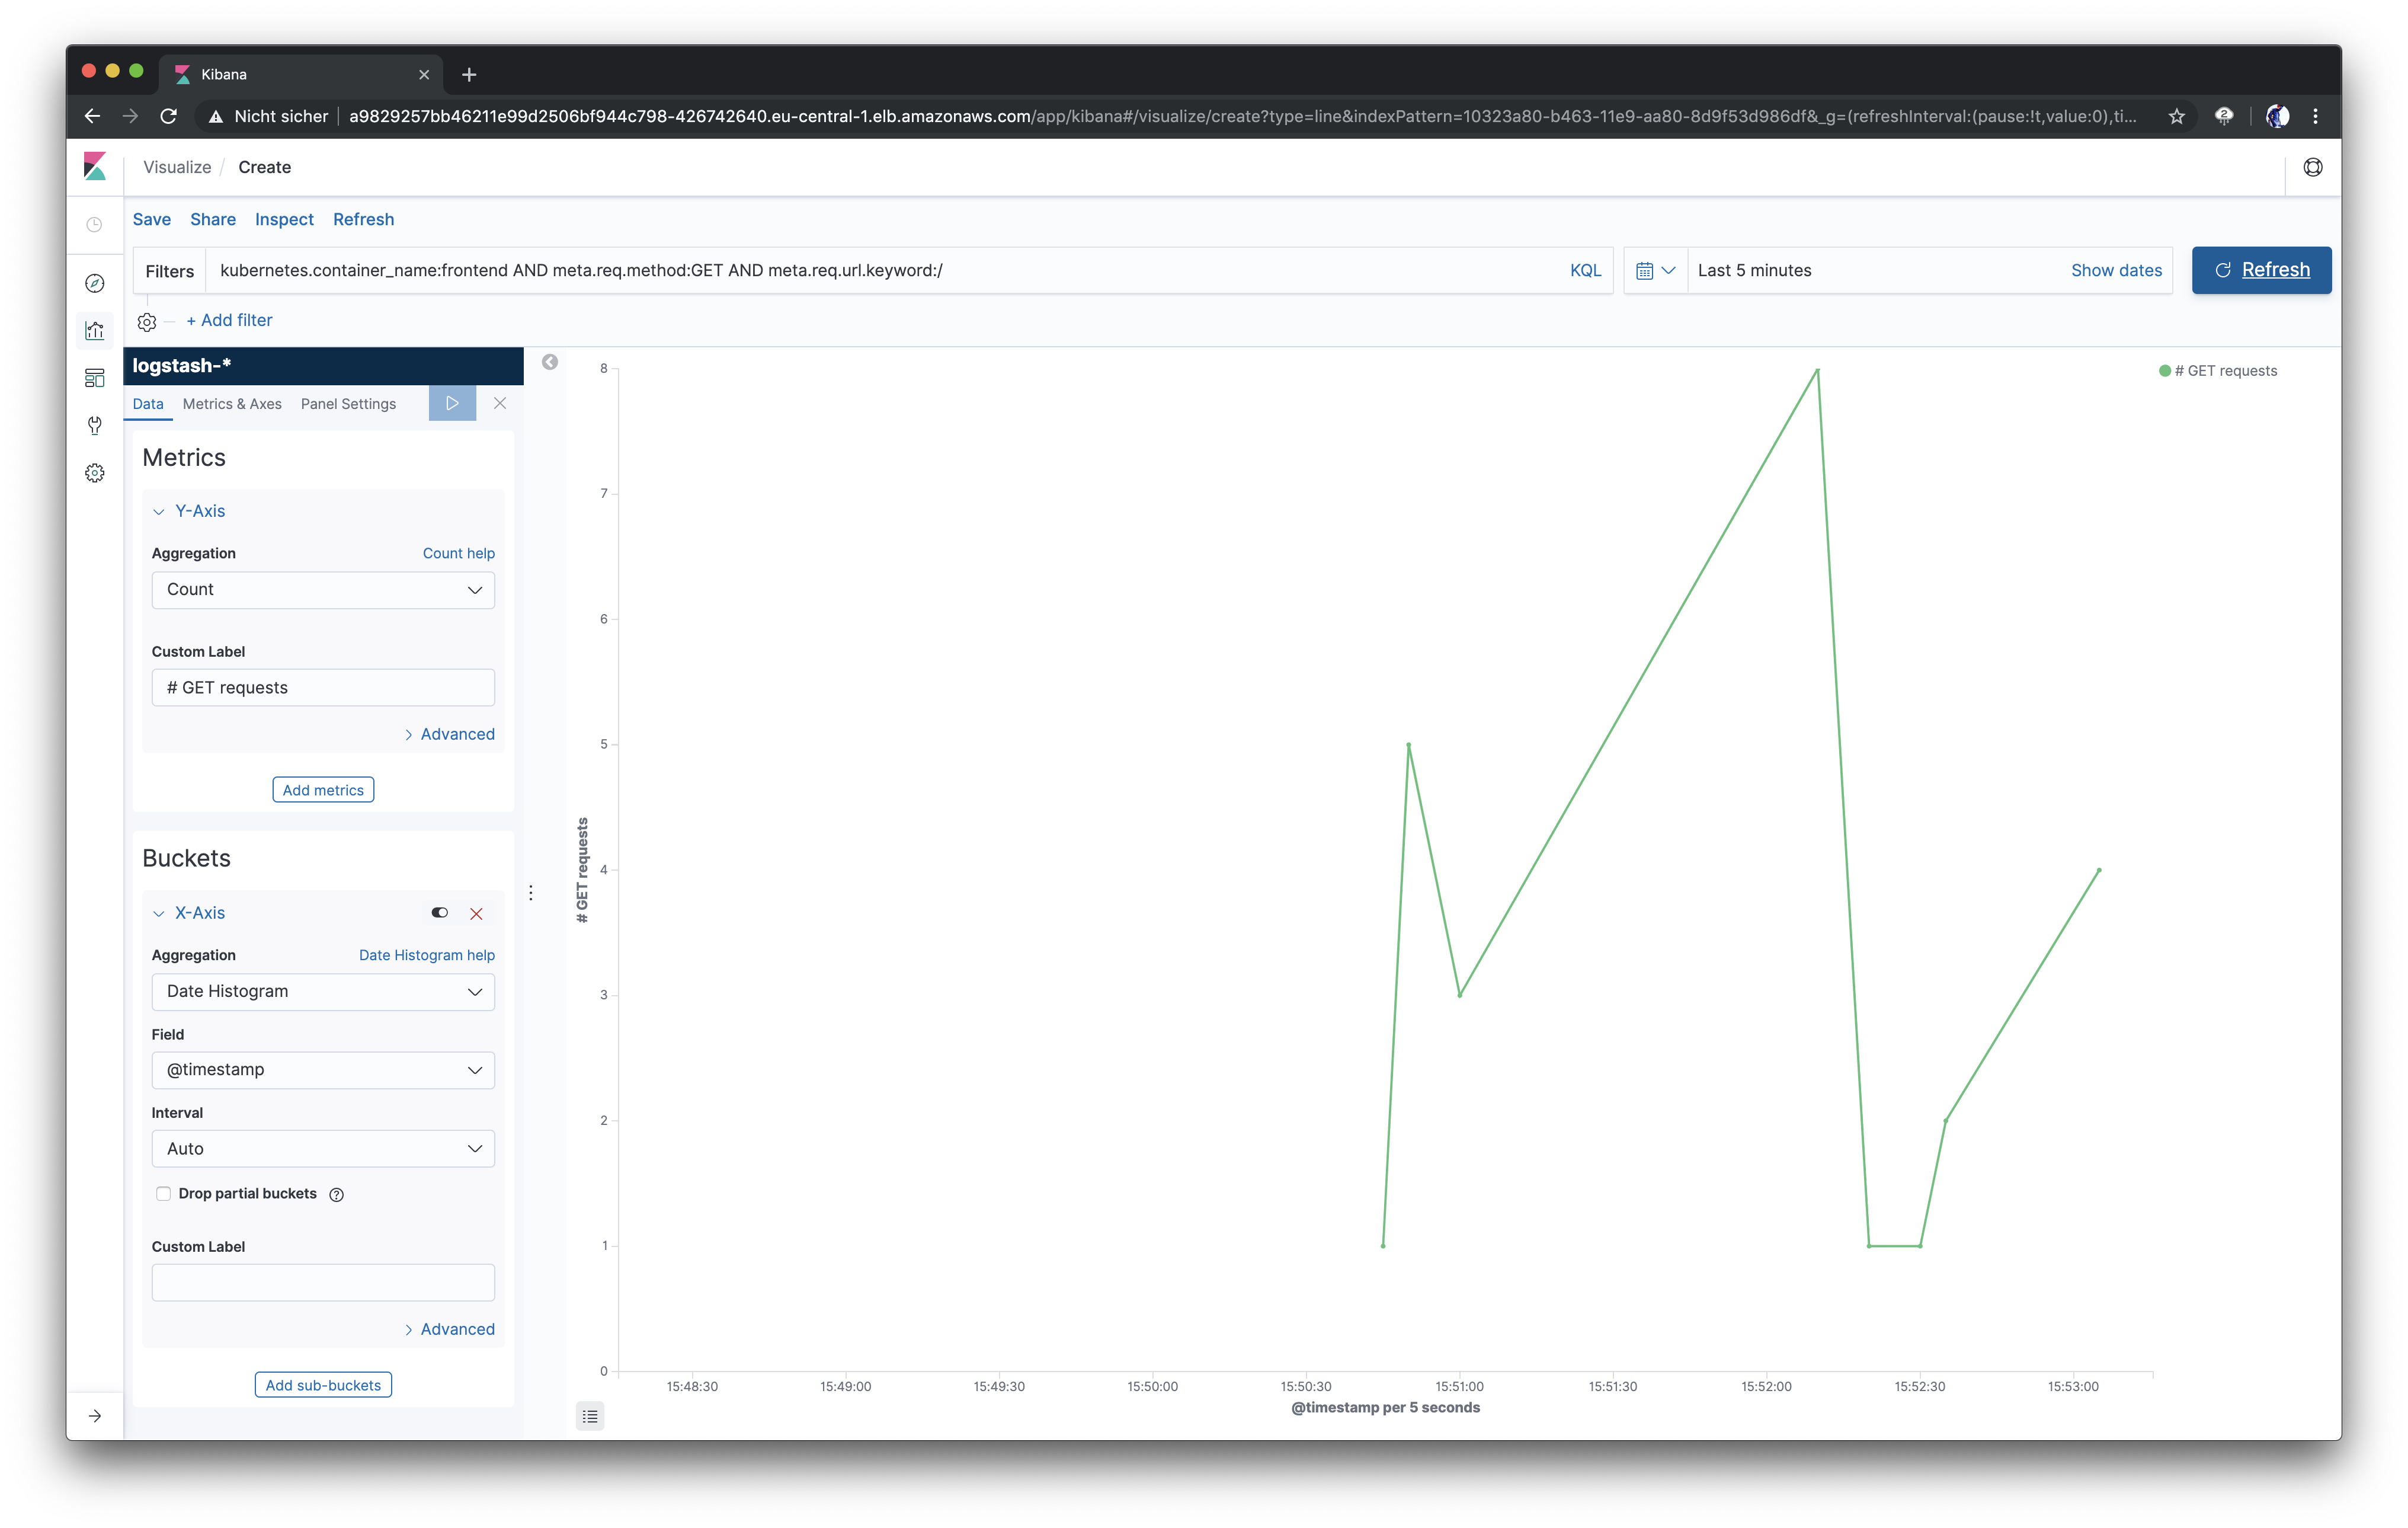 Kibana
Nicht sicher | a9829257bb46211e99d2506bf944c798-426742640.eu-central-1.elb.amazonaws.com/app/kibana#/visualize/create?type=line&indexPattern=10323a80-b463-11e9-aa80-8d9f53d986df&_g=(refreshInterval:(pause:!t,value:0),ti...
2
Visualize / Create
Save Share Inspect Refresh
Filters kubernetes.container_name:frontend AND meta.req.method:GET AND meta.req.url.keyword:/ KQL Last 5 minutes Show dates Refresh
+ Add filter
logstash-*
Data Metrics & Axes Panel Settings
Metrics
Y-Axis
Aggregation Count help
Count
Custom Label
# GET requests
Advanced
Add metrics
Buckets
X-Axis
Aggregation Date Histogram help
Date Histogram
Field
@timestamp
Interval
Auto
Drop partial buckets
Custom Label
Advanced
Add sub-buckets
# GET requests
8
7
6
5
4
3
2
1
0
# GET requests
15:48:30 15:49:00 15:49:30 15:50:00 15:50:30 15:51:00 15:51:30 15:52:00 15:52:30 15:53:00
@timestamp per 5 seconds